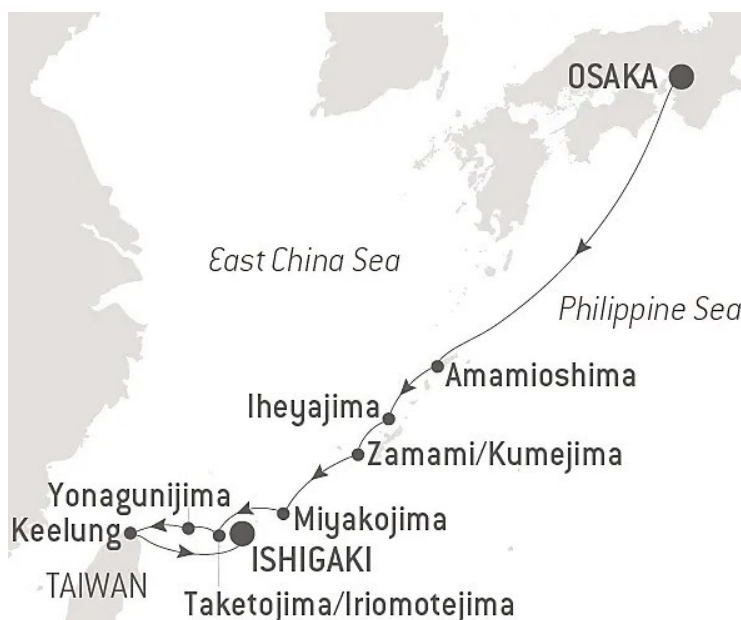 OSAKA
East China Sea
Philippine Sea
Amamioshima
Iheyajima
Zamami/Kumejima
Yonagunijima
Miyakojima
Keelung
ISHIGAKI
TAIWAN
Taketojima/Iriomotejima